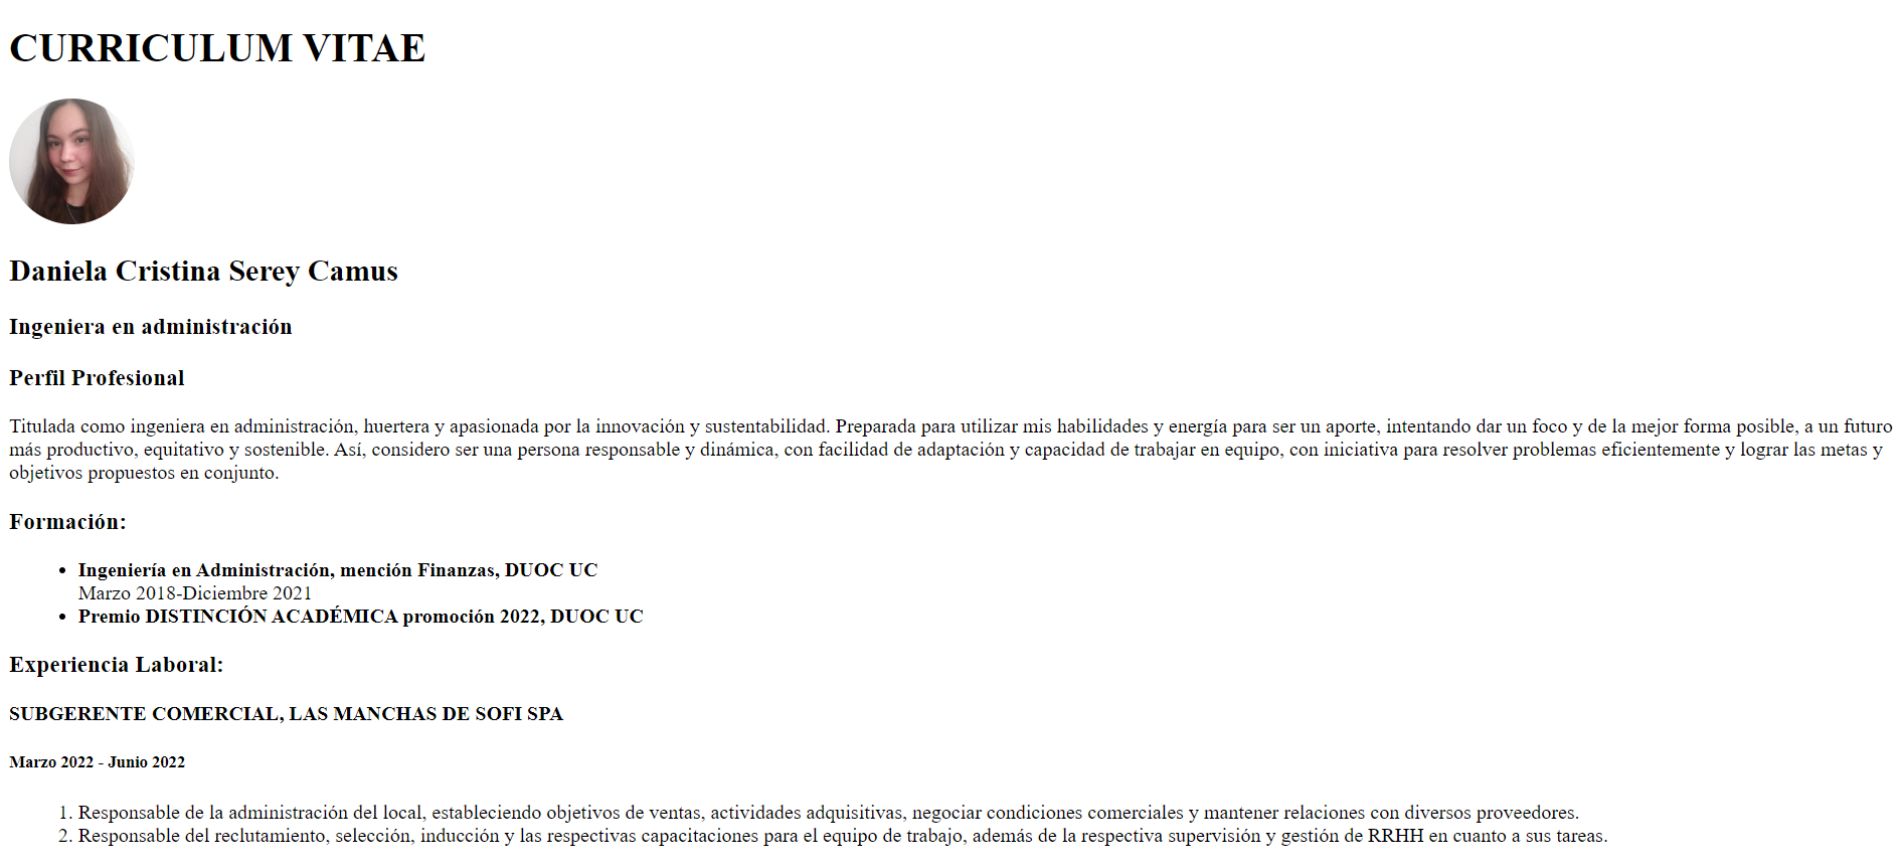 CURRICULUM VITAE
Daniela Cristina Serey Camus
Ingeniera en administración
Perfil Profesional
Titulada como ingeniera en administración, huertera y apasionada por la innovación y sustentabilidad. Preparada para utilizar mis habilidades y energía para ser un aporte, intentando dar un foco y de la mejor forma posible, a un futuro
más productivo, equitativo y sostenible. Así, considero ser una persona responsable y dinámica, con facilidad de adaptación y capacidad de trabajar en equipo, con iniciativa para resolver problemas eficientemente y lograr las metas y
objetivos propuestos en conjunto.
Formación:
• Ingeniería en Administración, mención Finanzas, DUOC UC
Marzo 2018-Diciembre 2021
• Premio DISTINCIÓN ACADÉMICA promoción 2022, DUOC UC
Experiencia Laboral:
SUBGERENTE COMERCIAL, LAS MANCHAS DE SOFI SPA
Marzo 2022 - Junio 2022
1. Responsable de la administración del local, estableciendo objetivos de ventas, actividades adquisitivas, negociar condiciones comerciales y mantener relaciones con diversos proveedores.
2. Responsable del reclutamiento, selección, inducción y las respectivas capacitaciones para el equipo de trabajo, además de la respectiva supervisión y gestión de RRHH en cuanto a sus tareas.